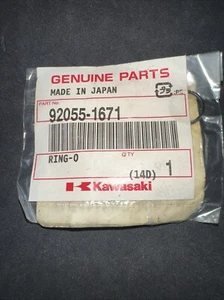 GENUINE PARTS
MADE IN JAPAN
PART NO.
92055-1671
RING-O
QTY
(14D) 1
Kawasaki